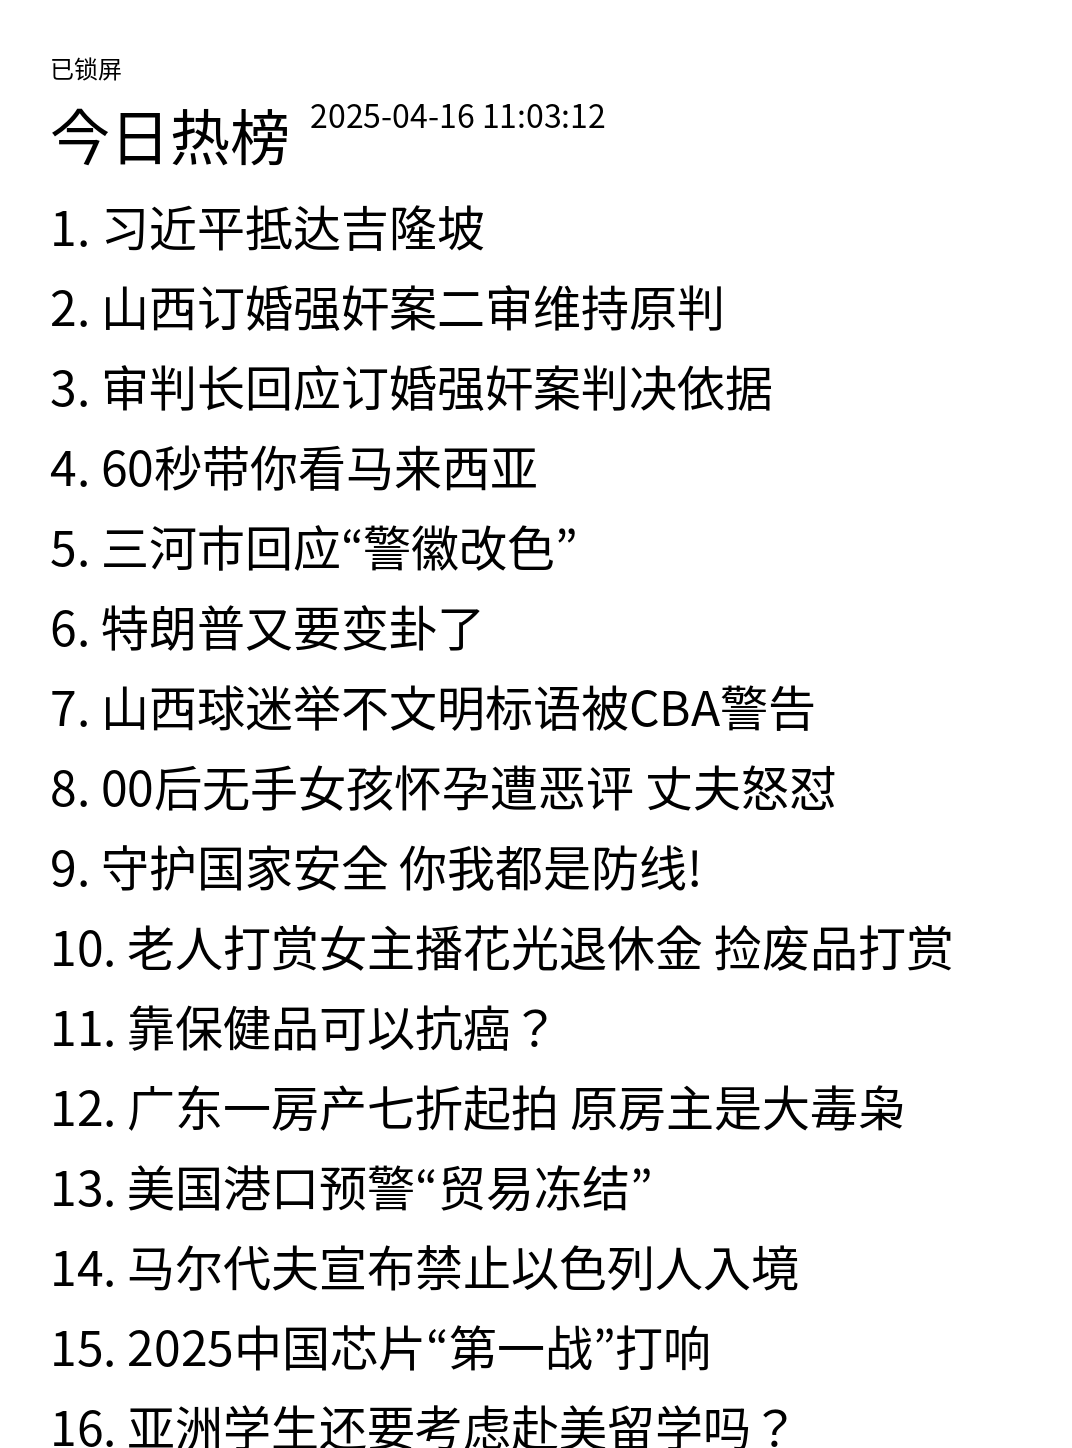 已锁屏
今日热榜 2025-04-16 11:03:12
1. 习近平抵达吉隆坡
2. 山西订婚强奸案二审维持原判
3. 审判长回应订婚强奸案判决依据
4. 60秒带你看马来西亚
5. 三河市回应“警徽改色”
6. 特朗普又要变卦了
7. 山西球迷举不文明标语被CBA警告
8. 00后无手女孩怀孕遭恶评 丈夫怒怼
9. 守护国家安全 你我都是防线!
10. 老人打赏女主播花光退休金 捡废品打赏
11. 靠保健品可以抗癌？
12. 广东一房产七折起拍 原房主是大毒枭
13. 美国港口预警“贸易冻结”
14. 马尔代夫宣布禁止以色列人入境
15. 2025中国芯片“第一战”打响
16. 亚洲学生还要考虑赴美留学吗？